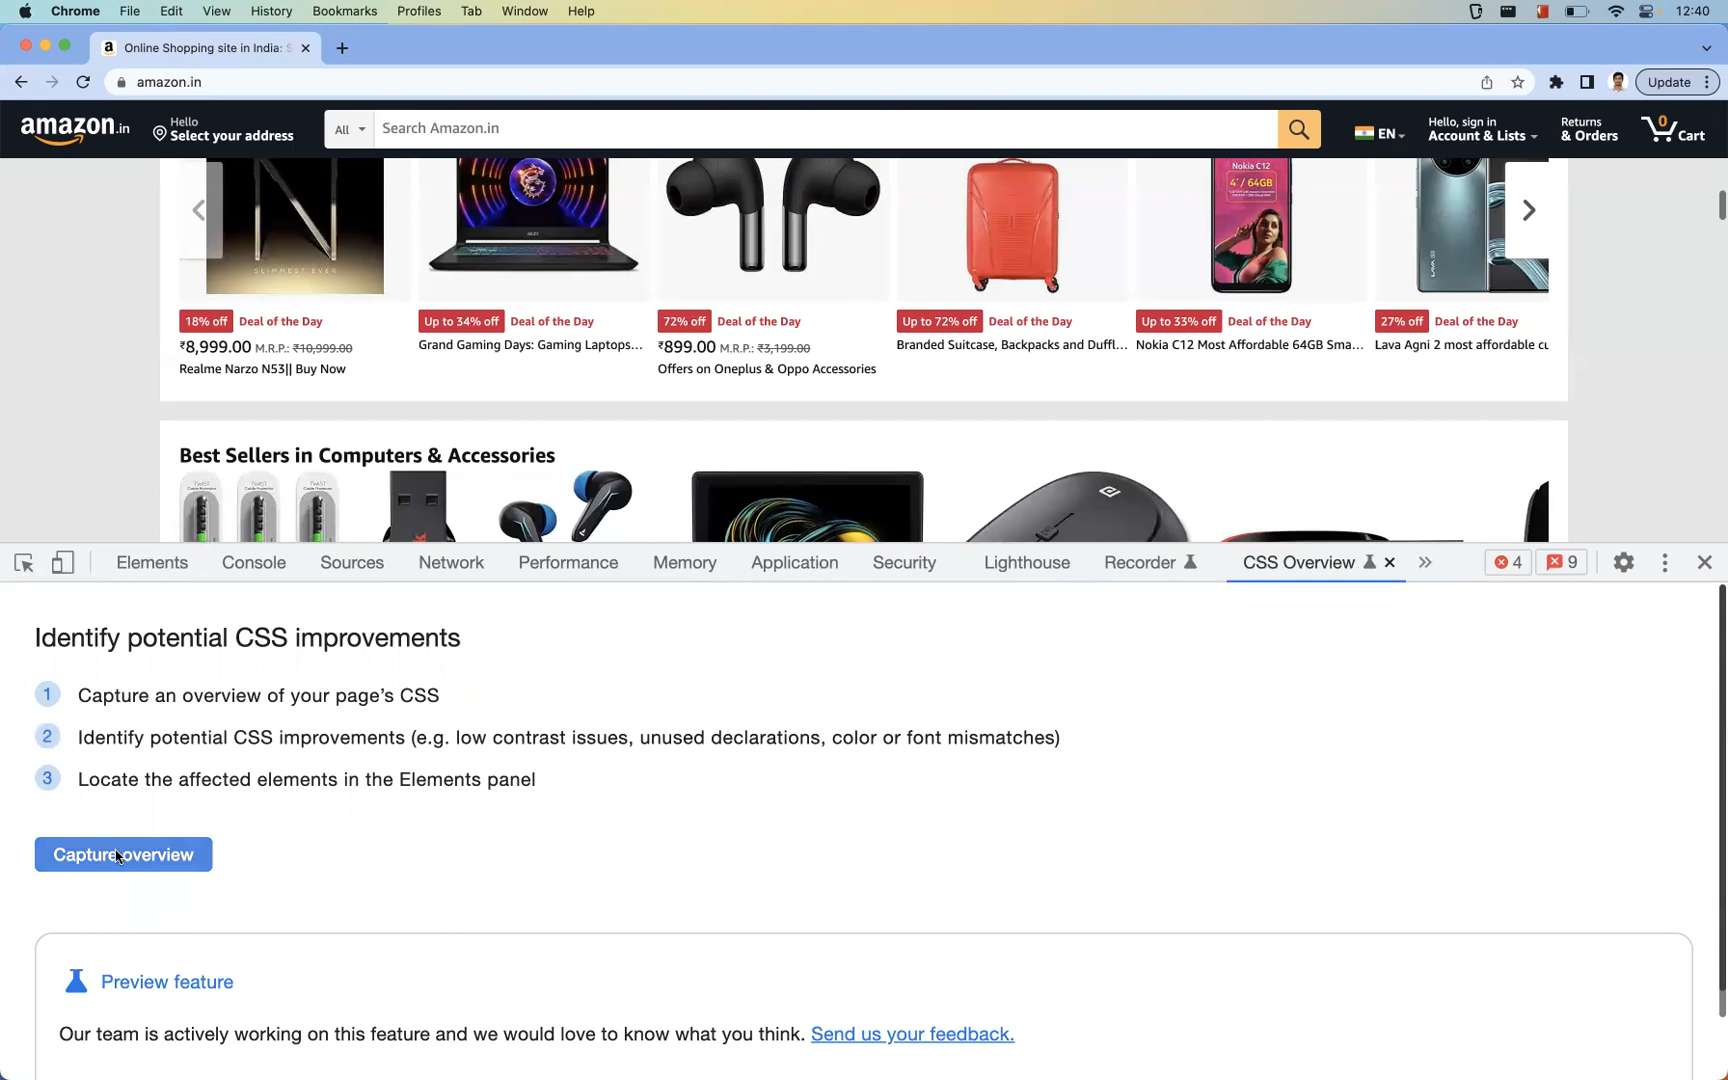 Chrome File Edit View History Bookmarks Profiles Tab Window Help 12:40
a Online Shopping site in India: S
amazon.in Update
amazon.in Hello Select your address All Search Amazon.in EN Hello, sign in Account & Lists Returns & Orders 0 Cart
N
SLIMMEST EVER
Nokia C12
4* / 64GB
LAVA
18% off Deal of the Day Up to 34% off Deal of the Day 72% off Deal of the Day Up to 72% off Deal of the Day Up to 33% off Deal of the Day 27% off Deal of the Day
₹8,999.00 M.R.P.: ₹10,999.00 Grand Gaming Days: Gaming Laptops... ₹899.00 M.R.P.: ₹3,199.00 Branded Suitcase, Backpacks and Duffl... Nokia C12 Most Affordable 64GB Sma... Lava Agni 2 most affordable cu
Realme Narzo N53|| Buy Now Offers on Oneplus & Oppo Accessories
Best Sellers in Computers & Accessories
Elements Console Sources Network Performance Memory Application Security Lighthouse Recorder CSS Overview 4 9
Identify potential CSS improvements
1 Capture an overview of your page’s CSS
2 Identify potential CSS improvements (e.g. low contrast issues, unused declarations, color or font mismatches)
3 Locate the affected elements in the Elements panel
Capture overview
Preview feature
Our team is actively working on this feature and we would love to know what you think. Send us your feedback.